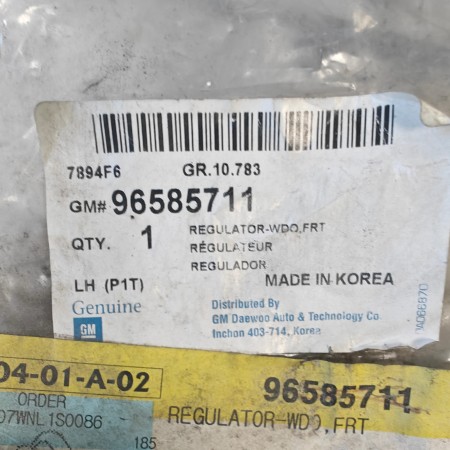 7894F6 GR.10.783
GM# 96585711
QTY. 1 REGULATOR-WDO,FRT
RÉGULATEUR
REGULADOR
LH (P1T) MADE IN KOREA
Genuine
GM
Distributed By
GM Daewoo Auto & Technology Co
Inchon 403-714, Korea
14066870
04-01-A-02 96585711
ORDER
07WNL1S0086 REGULATOR-WDO,FRT
185